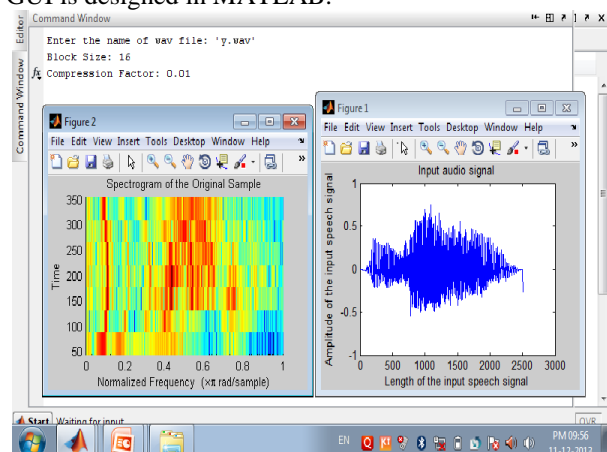 GUI is designed in MATLAB.
Editor
Command Window
Command Window
Enter the name of wav file: 'y.wav'
Block Size: 16
fx Compression Factor: 0.01
Figure 2
File Edit View Insert Tools Desktop Window Help
Spectrogram of the Original Sample
350
300
250
200
150
100
50
Time
0 0.2 0.4 0.6 0.8 1
Normalized Frequency (×π rad/sample)
Figure 1
File Edit View Insert Tools Desktop Window Help
Input audio signal
1
0.5
0
-0.5
-1
Amplitude of the input speech signal
0 500 1000 1500 2000 2500 3000
Length of the input speech signal
Start Waiting for input
OVR
EN
PM 09:56
11-12-2013